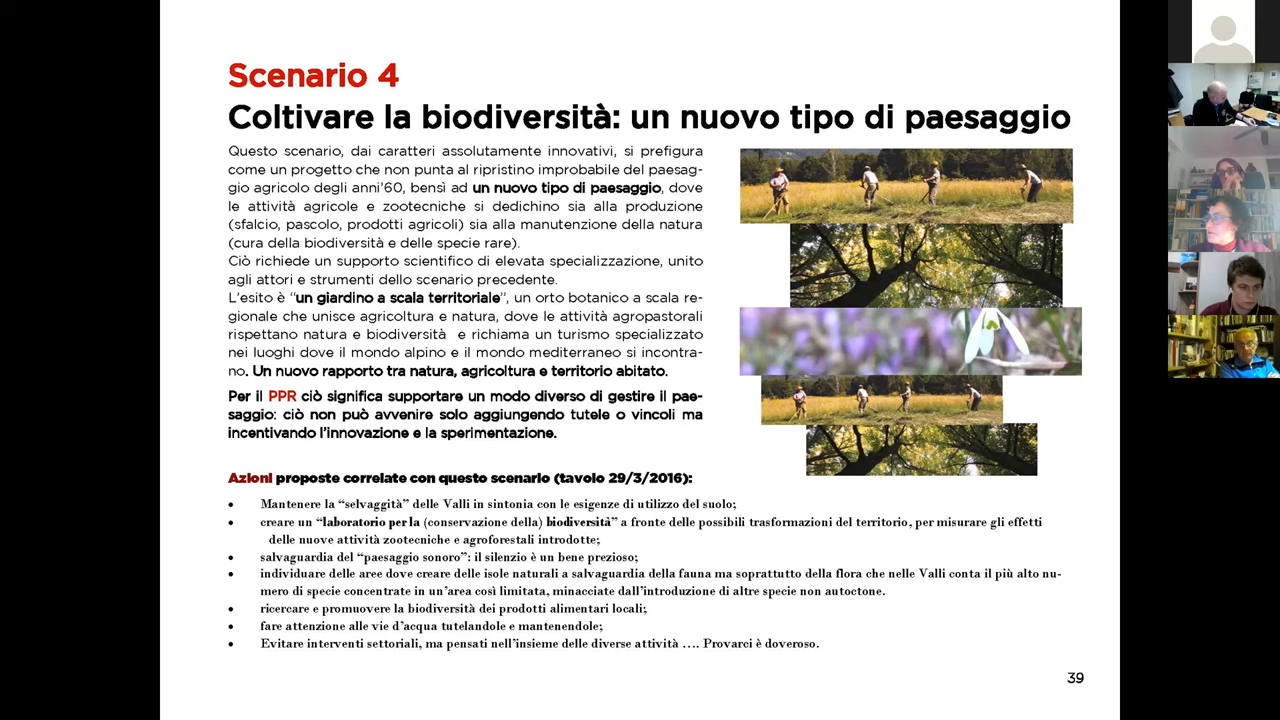 Scenario 4
Coltivare la biodiversità: un nuovo tipo di paesaggio
Questo scenario, dai caratteri assolutamente innovativi, si prefigura
come un progetto che non punta al ripristino improbabile del paesag-
gio agricolo degli anni'60, bensì ad un nuovo tipo di paesaggio, dove
le attività agricole e zootecniche si dedichino sia alla produzione
(sfalcio, pascolo, prodotti agricoli) sia alla manutenzione della natura
(cura della biodiversità e delle specie rare).
Ciò richiede un supporto scientifico di elevata specializzazione, unito
agli attori e strumenti dello scenario precedente.
L'esito è "un giardino a scala territoriale", un orto botanico a scala re-
gionale che unisce agricoltura e natura, dove le attività agropastorali
rispettano natura e biodiversità e richiama un turismo specializzato
nei luoghi dove il mondo alpino e il mondo mediterraneo si incontra-
no. Un nuovo rapporto tra natura, agricoltura e territorio abitato.
Per il PPR ciò significa supportare un modo diverso di gestire il pae-
saggio: ciò non può avvenire solo aggiungendo tutele o vincoli ma
incentivando l'innovazione e la sperimentazione.
Azioni proposte correlate con questo scenario (tavolo 29/3/2016):
• Mantenere la "selvaggità" delle Valli in sintonia con le esigenze di utilizzo del suolo;
• creare un "laboratorio per la (conservazione della) biodiversità" a fronte delle possibili trasformazioni del territorio, per misurare gli effetti
delle nuove attività zootecniche e agroforestali introdotte;
• salvaguardia del "paesaggio sonoro": il silenzio è un bene prezioso;
• individuare delle aree dove creare delle isole naturali a salvaguardia della fauna ma soprattutto della flora che nelle Valli conta il più alto nu-
mero di specie concentrate in un'area così limitata, minacciate dall'introduzione di altre specie non autoctone.
• ricercare e promuovere la biodiversità dei prodotti alimentari locali;
• fare attenzione alle vie d'acqua tutelandole e mantenendole;
• Evitare interventi settoriali, ma pensati nell'insieme delle diverse attività …. Provarci è doveroso.
39